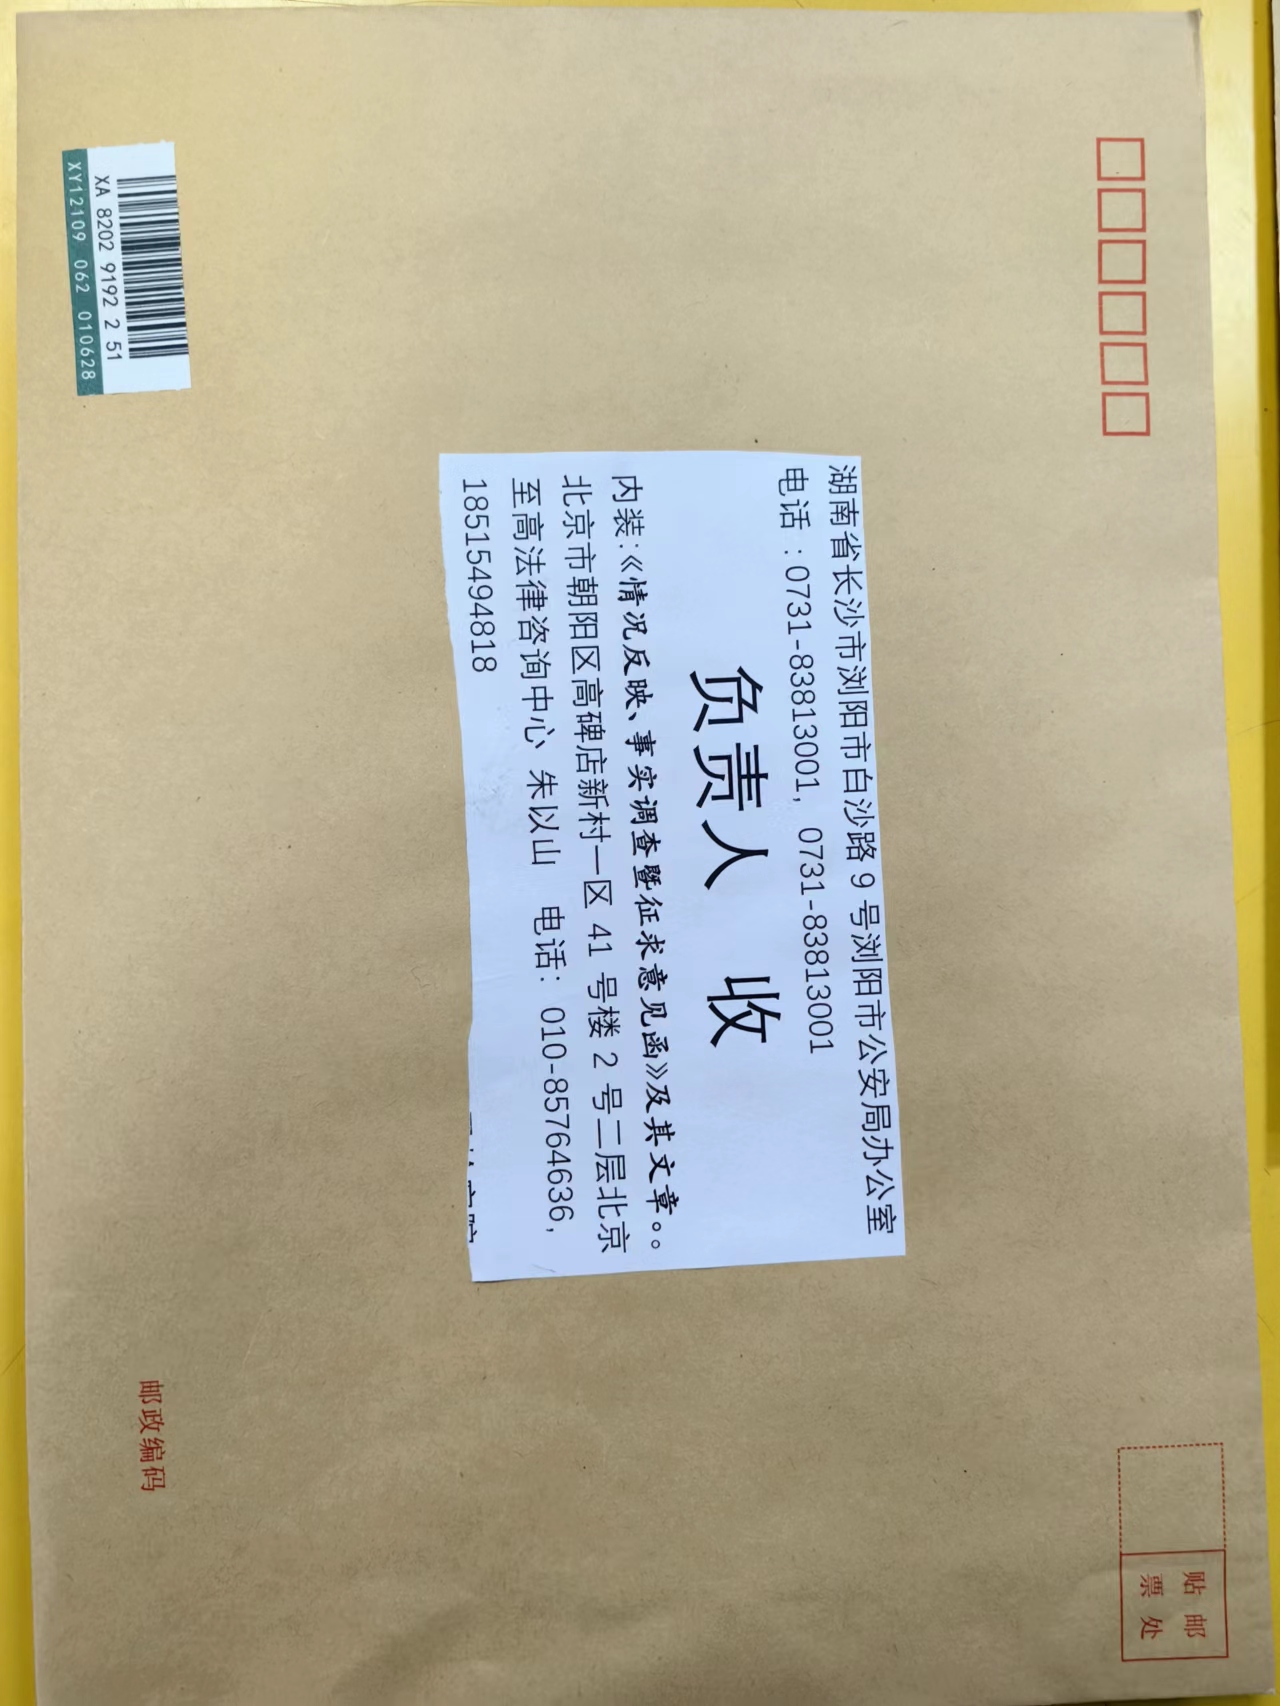 XA 8202 9192 2 51
XY12109 062 010628
湖南省长沙市浏阳市白沙路 9 号浏阳市公安局办公室
电话：0731-83813001，0731-83813001
负责人 收
内装：《情况反映、事实调查暨征求意见函》及其文章。。
北京市朝阳区高碑店新村一区 41 号楼 2 号二层北京
至高法律咨询中心 朱以山 电话：010-85764636，
18515494818
贴邮
票处
邮政编码